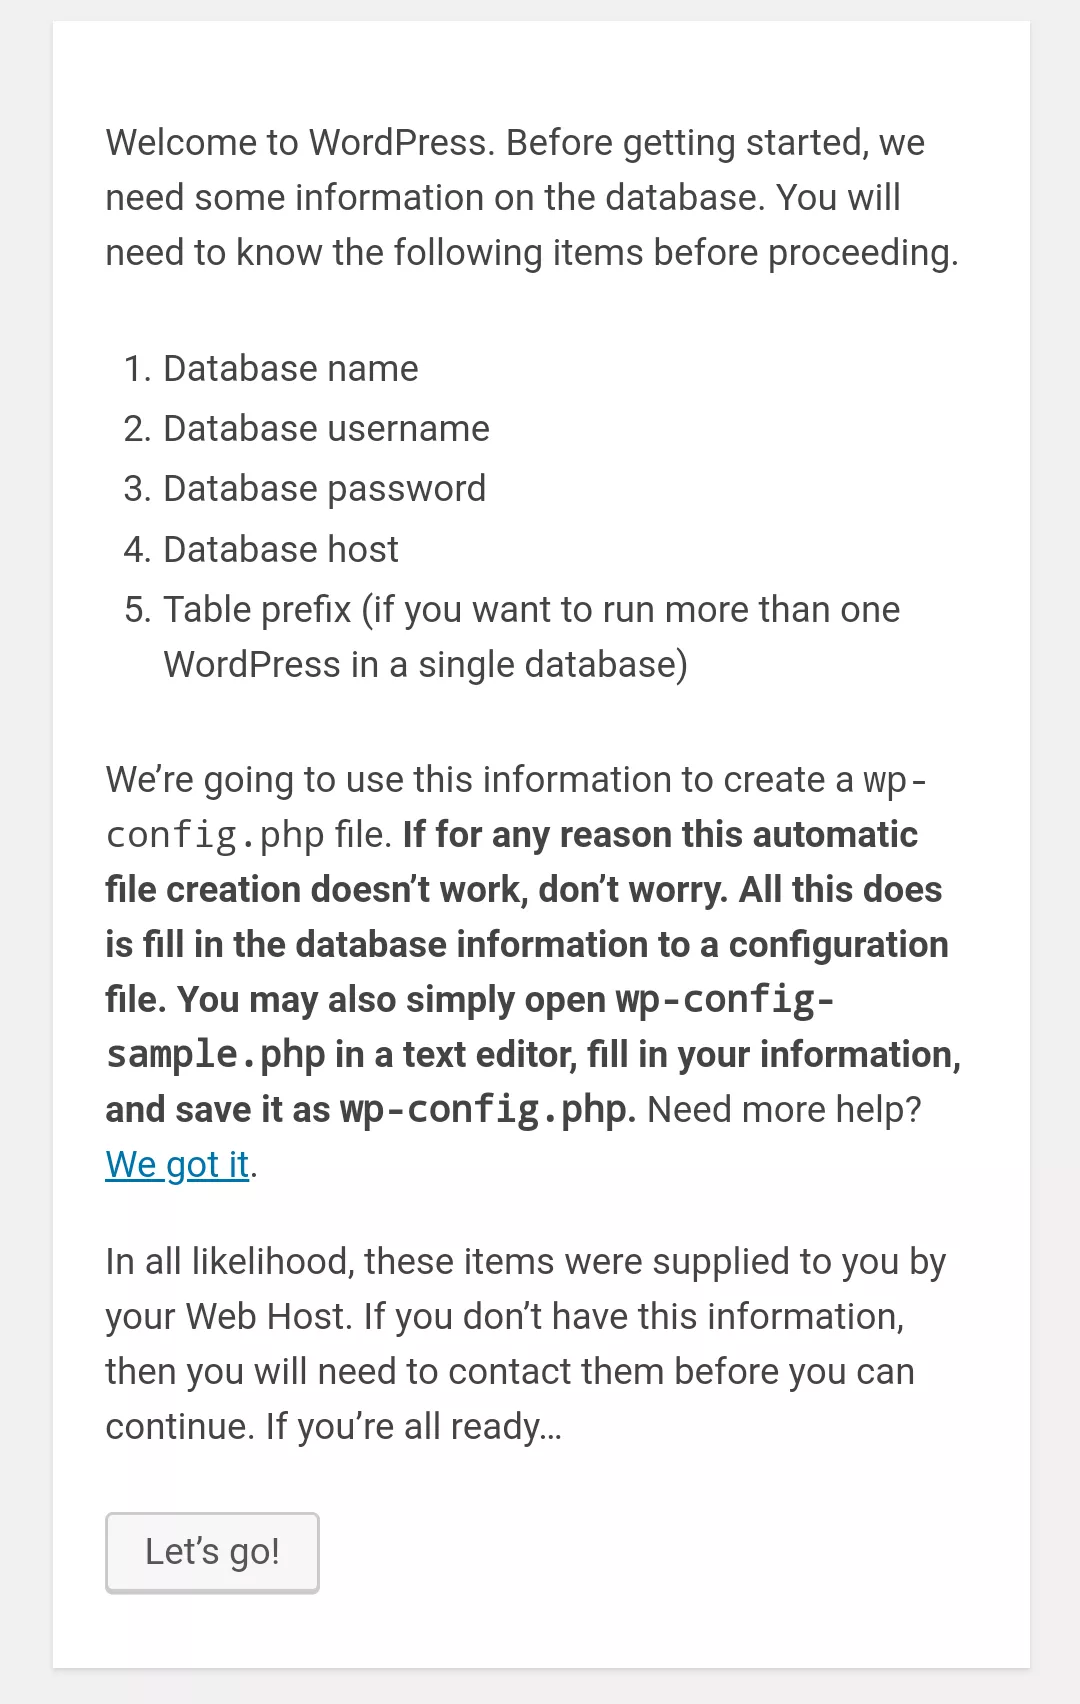 Welcome to WordPress. Before getting started, we
need some information on the database. You will
need to know the following items before proceeding.
1. Database name
2. Database username
3. Database password
4. Database host
5. Table prefix (if you want to run more than one
WordPress in a single database)
We’re going to use this information to create a wp-
config.php file. If for any reason this automatic
file creation doesn’t work, don’t worry. All this does
is fill in the database information to a configuration
file. You may also simply open wp-config-
sample.php in a text editor, fill in your information,
and save it as wp-config.php. Need more help?
We got it.
In all likelihood, these items were supplied to you by
your Web Host. If you don’t have this information,
then you will need to contact them before you can
continue. If you’re all ready…
Let’s go!